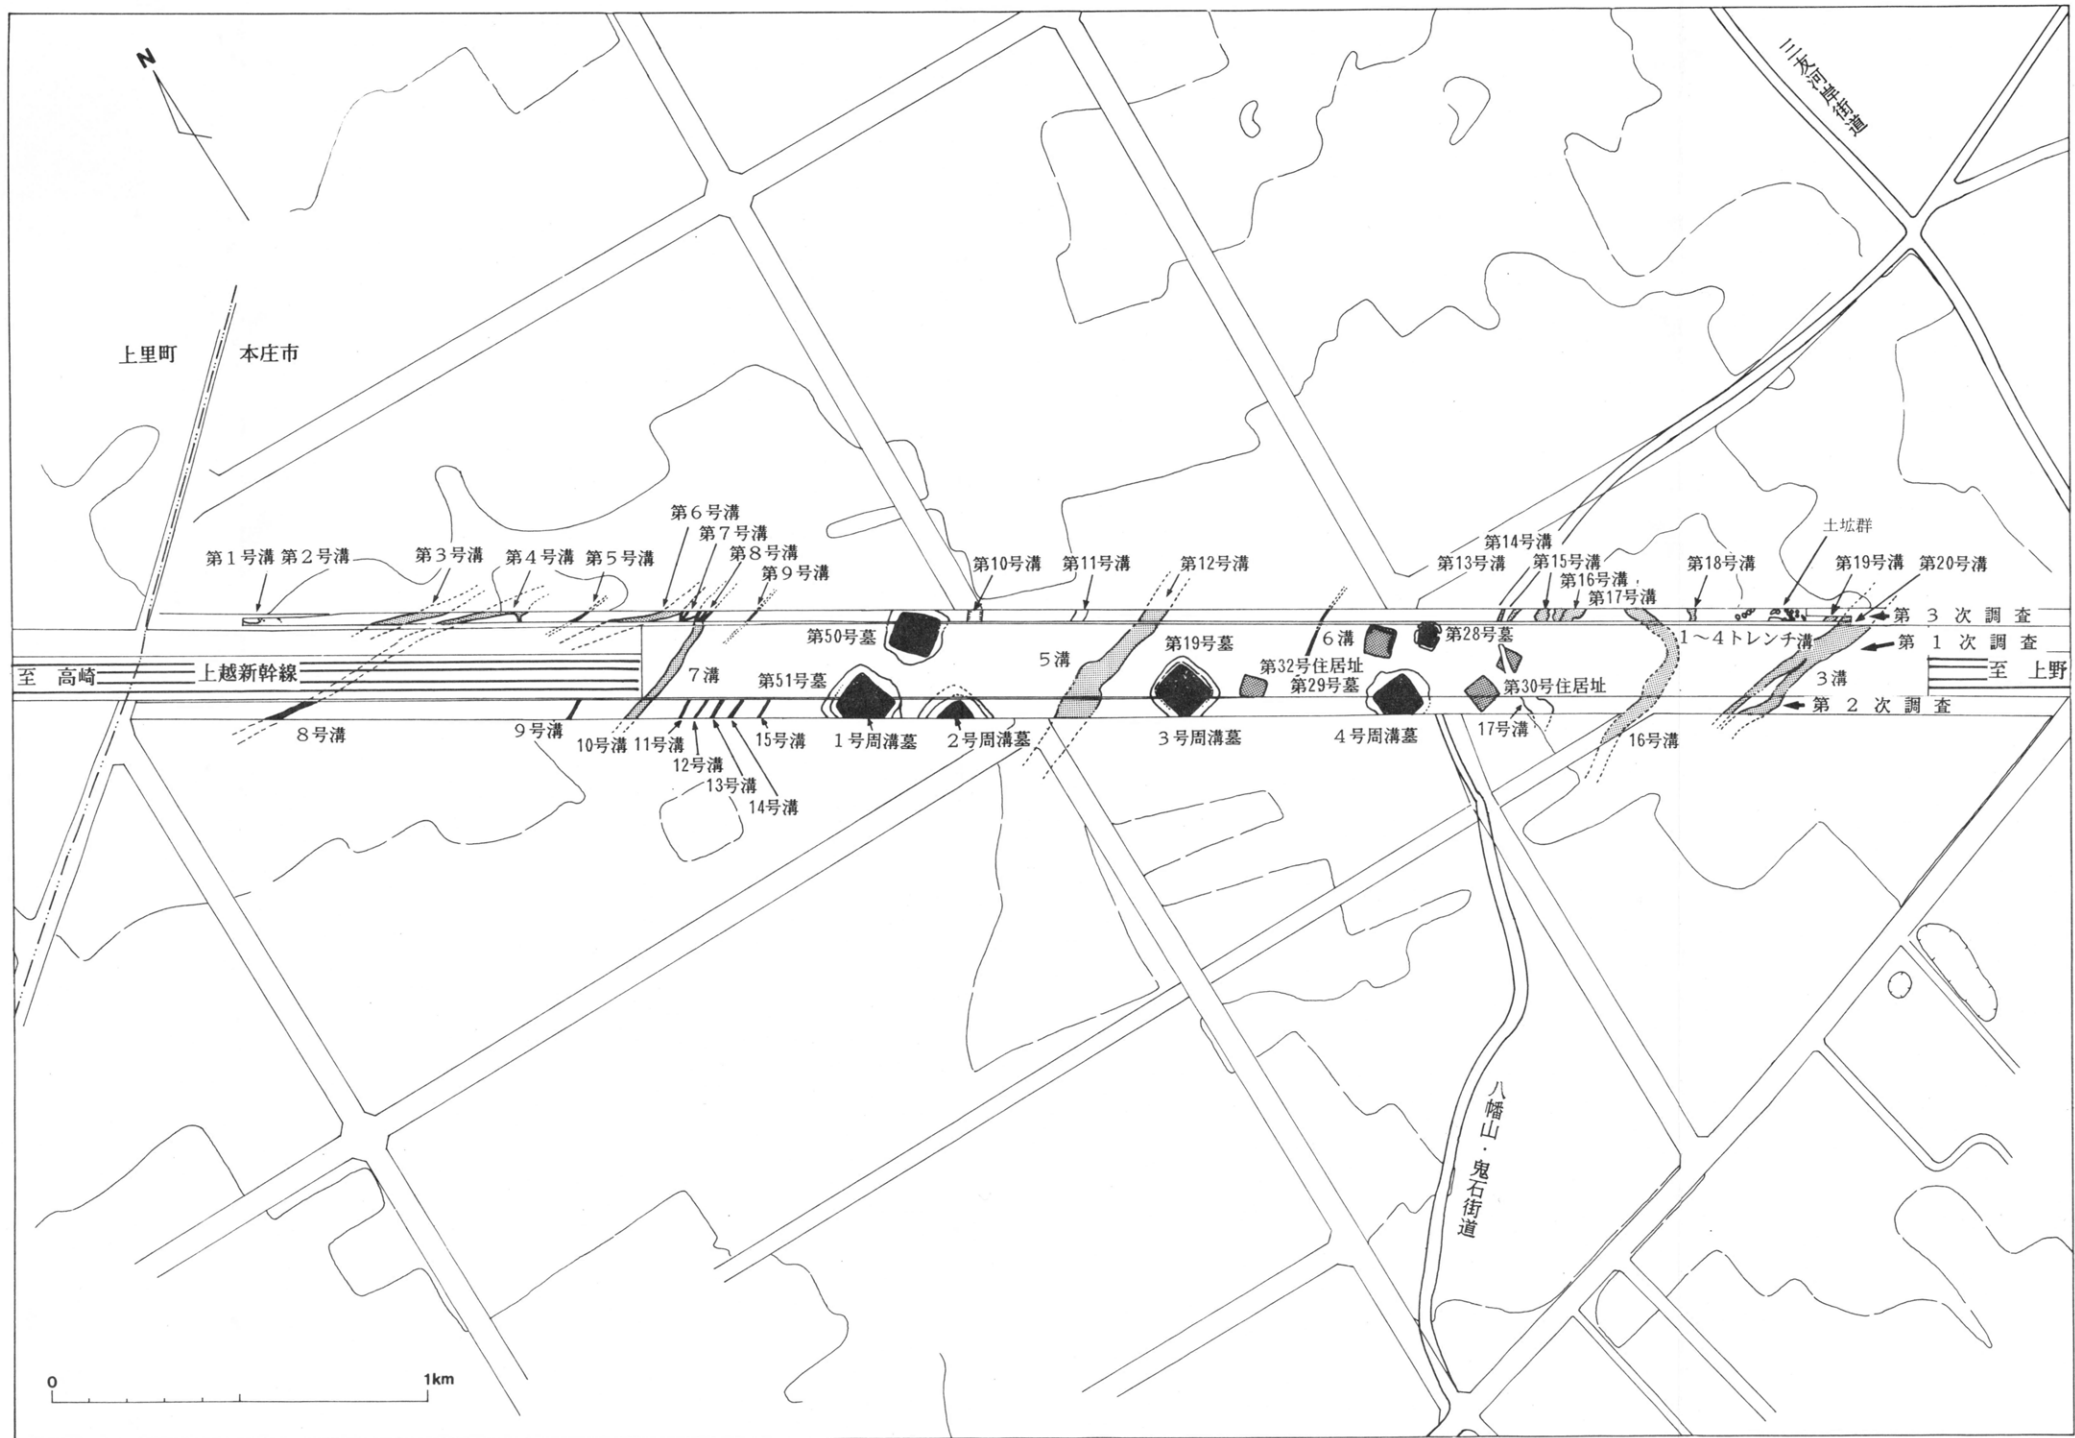 N
三友河岸街道
上里町
本庄市
第6号溝
第7号溝
第8号溝
第9号溝
第1号溝 第2号溝
第3号溝
第4号溝
第5号溝
第10号溝
第11号溝
第12号溝
第13号溝
第14号溝
第15号溝
第16号溝
第17号溝
第18号溝
土坛群
第19号溝
第20号溝
第3次調査
第50号墓
5溝
第19号墓
6溝
第28号墓
1〜4トレンチ溝
第1次調査
至 高崎
上越新幹線
7溝
第51号墓
第32号住居址
第29号墓
第30号住居址
3溝
至 上野
第2次調査
8号溝
9号溝
10号溝
11号溝
12号溝
13号溝
14号溝
15号溝
1号周溝墓
2号周溝墓
3号周溝墓
4号周溝墓
17号溝
16号溝
八幡山・鬼石街道
0
1km